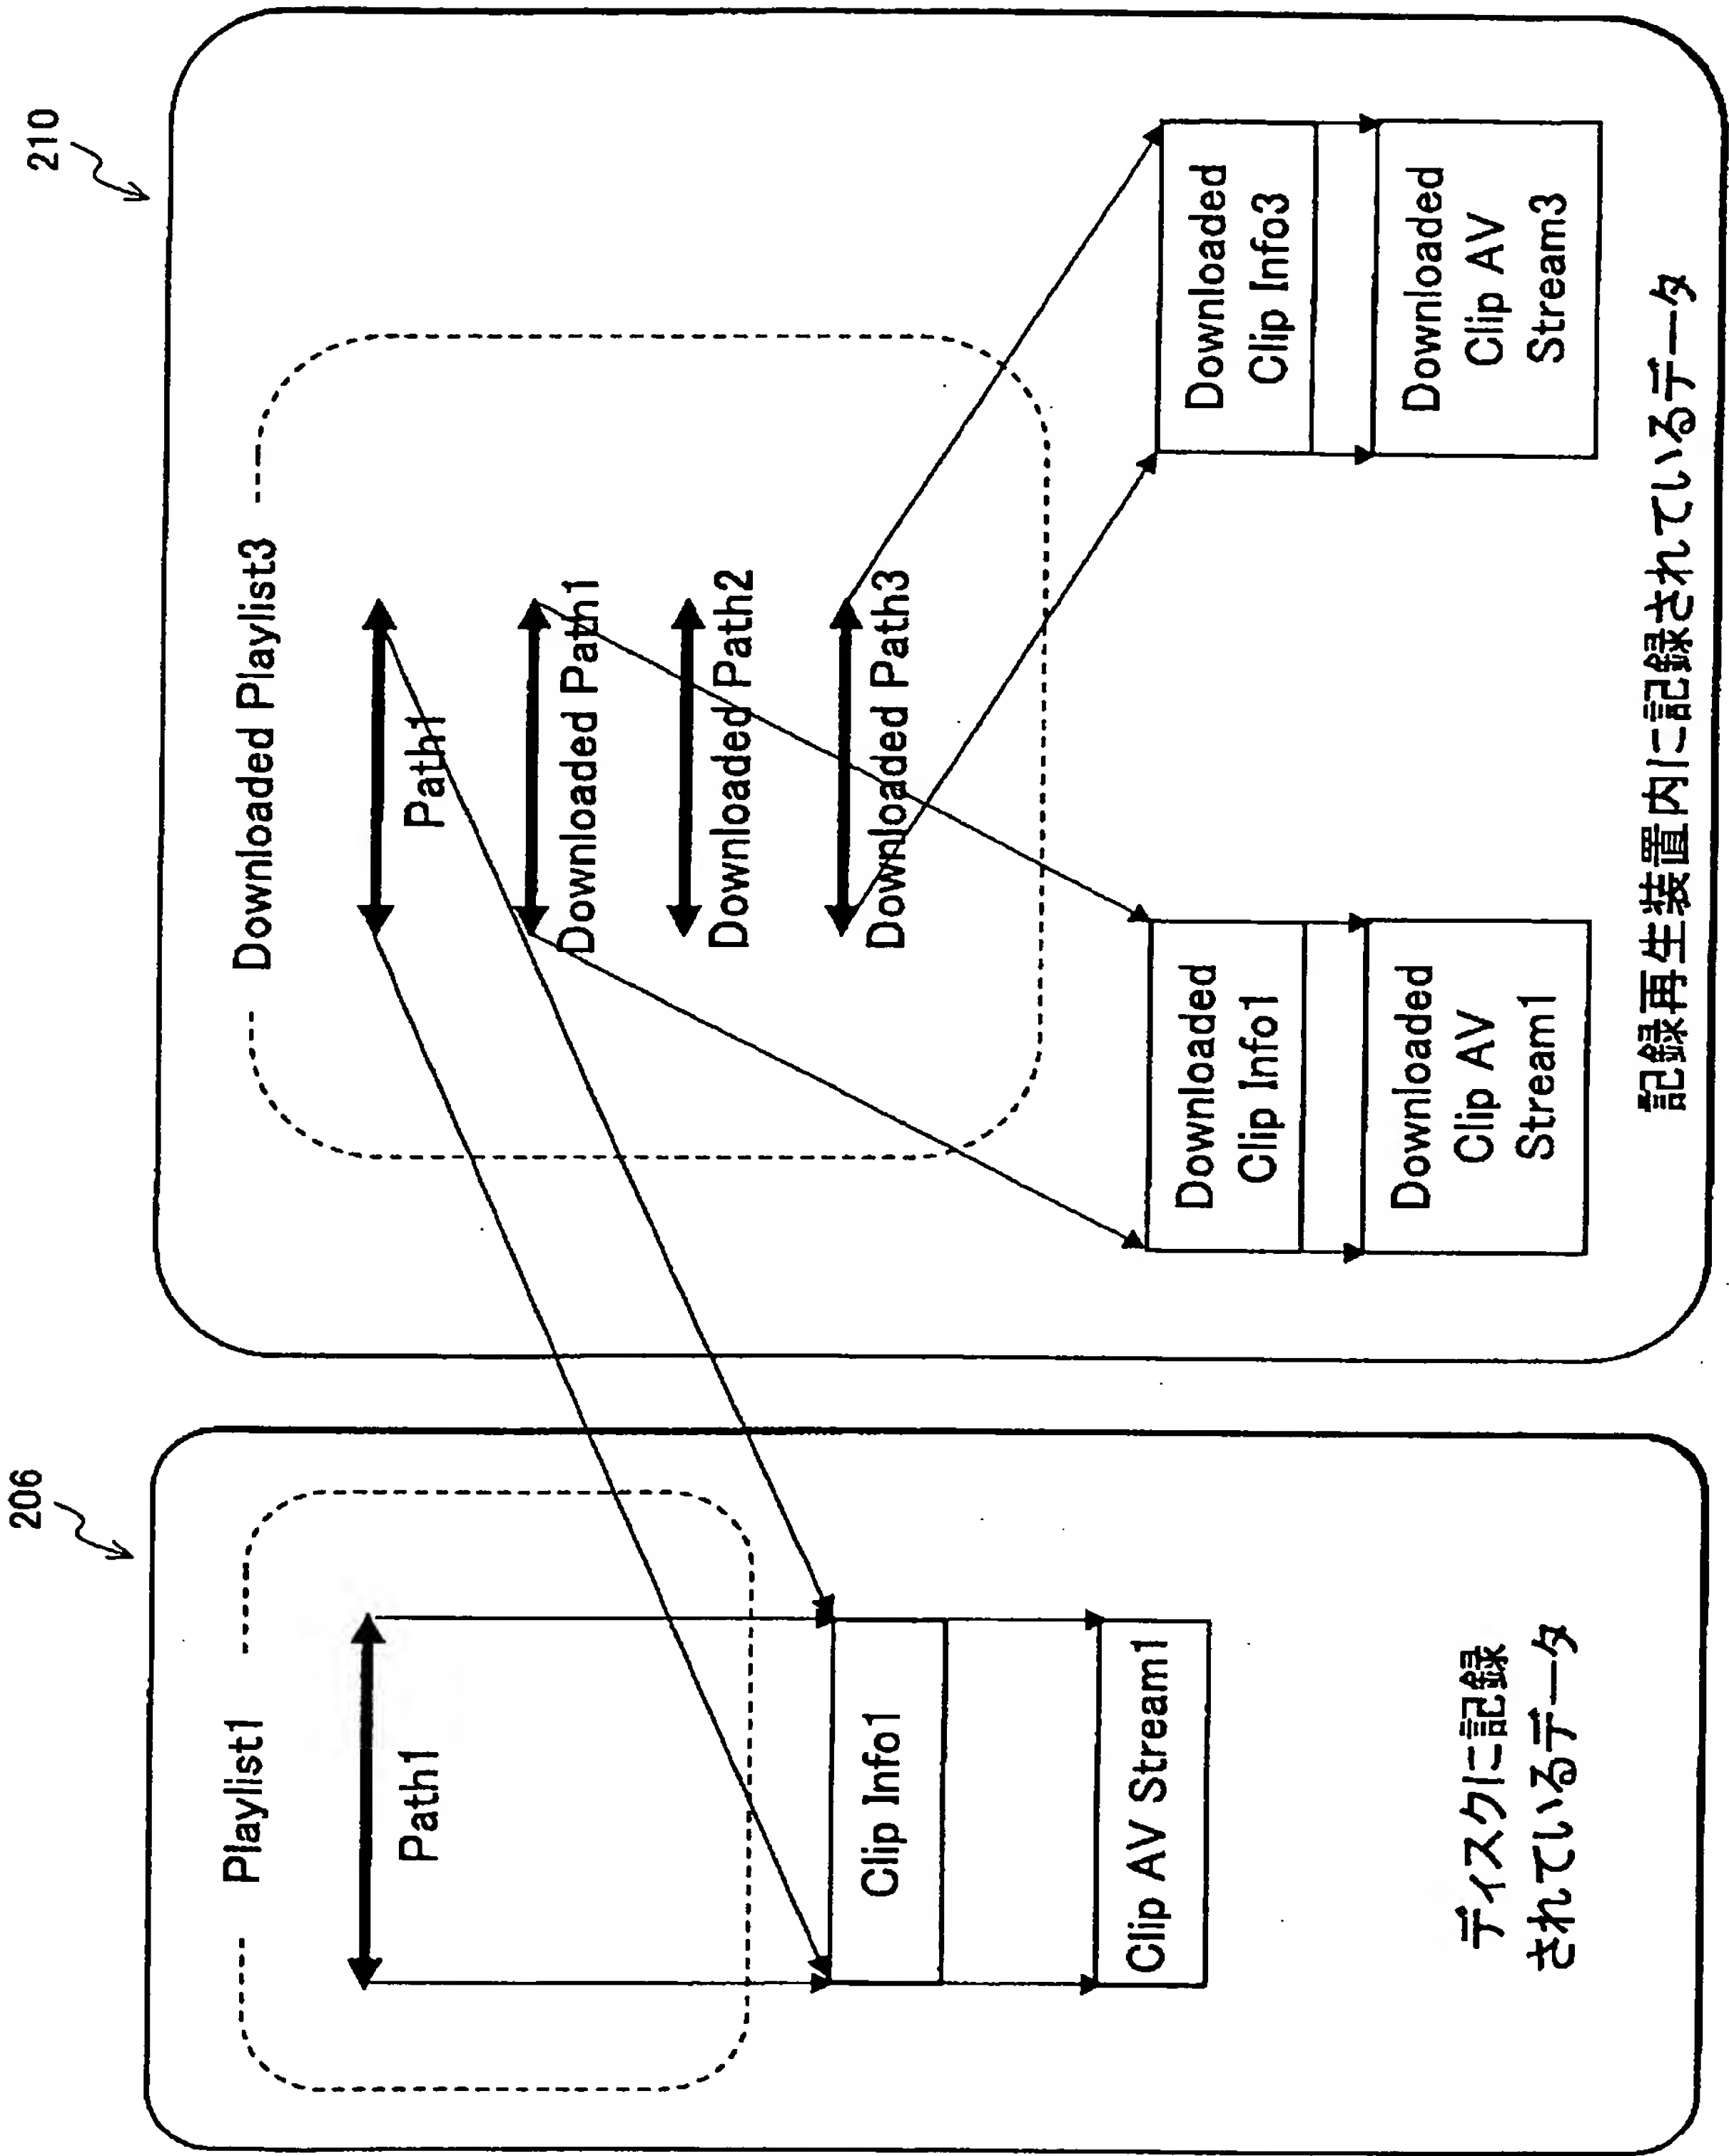 206
Playlist1
Path1
Clip Info1
Clip AV Stream1
ディスクに記録
されているデータ
210
Downloaded Playlist3
Path1
Downloaded Path1
Downloaded Path2
Downloaded Path3
Downloaded
Clip Info1
Downloaded
Clip AV
Stream1
Downloaded
Clip Info3
Downloaded
Clip AV
Stream3
記録再生装置内に記録されているデータ